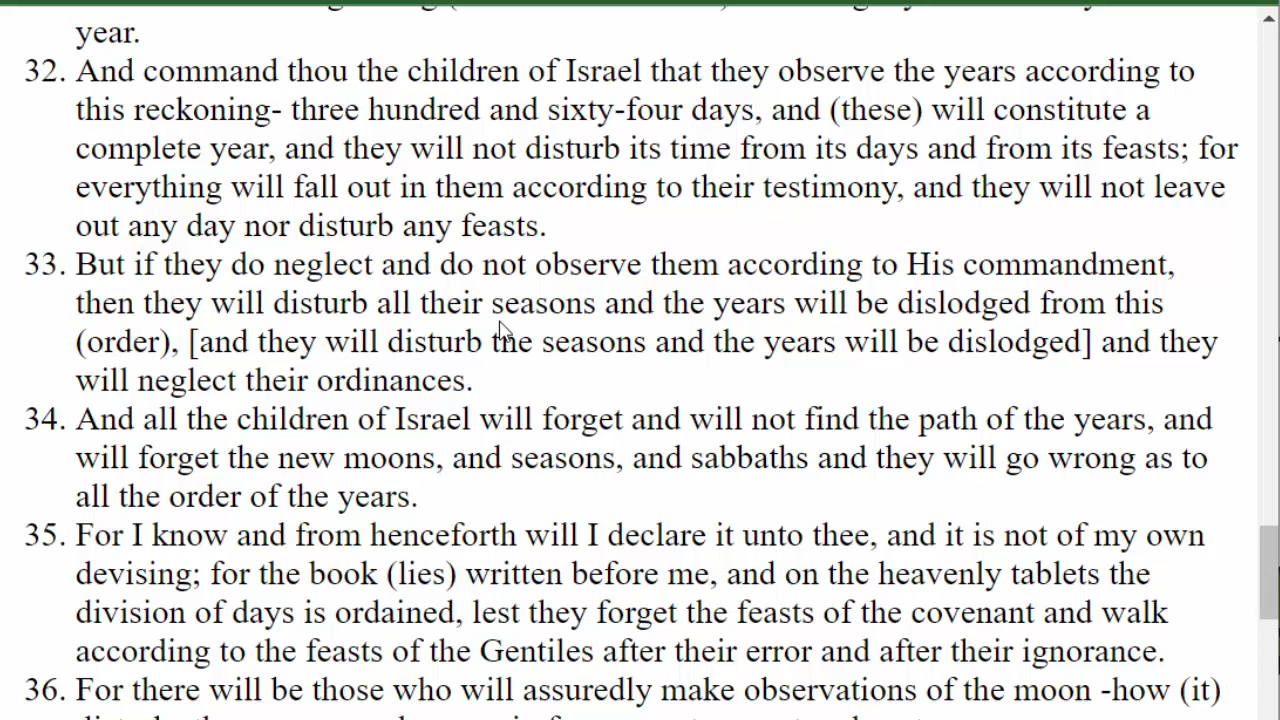 year.
32. And command thou the children of Israel that they observe the years according to
this reckoning- three hundred and sixty-four days, and (these) will constitute a
complete year, and they will not disturb its time from its days and from its feasts; for
everything will fall out in them according to their testimony, and they will not leave
out any day nor disturb any feasts.
33. But if they do neglect and do not observe them according to His commandment,
then they will disturb all their seasons and the years will be dislodged from this
(order), [and they will disturb the seasons and the years will be dislodged] and they
will neglect their ordinances.
34. And all the children of Israel will forget and will not find the path of the years, and
will forget the new moons, and seasons, and sabbaths and they will go wrong as to
all the order of the years.
35. For I know and from henceforth will I declare it unto thee, and it is not of my own
devising; for the book (lies) written before me, and on the heavenly tablets the
division of days is ordained, lest they forget the feasts of the covenant and walk
according to the feasts of the Gentiles after their error and after their ignorance.
36. For there will be those who will assuredly make observations of the moon -how (it)